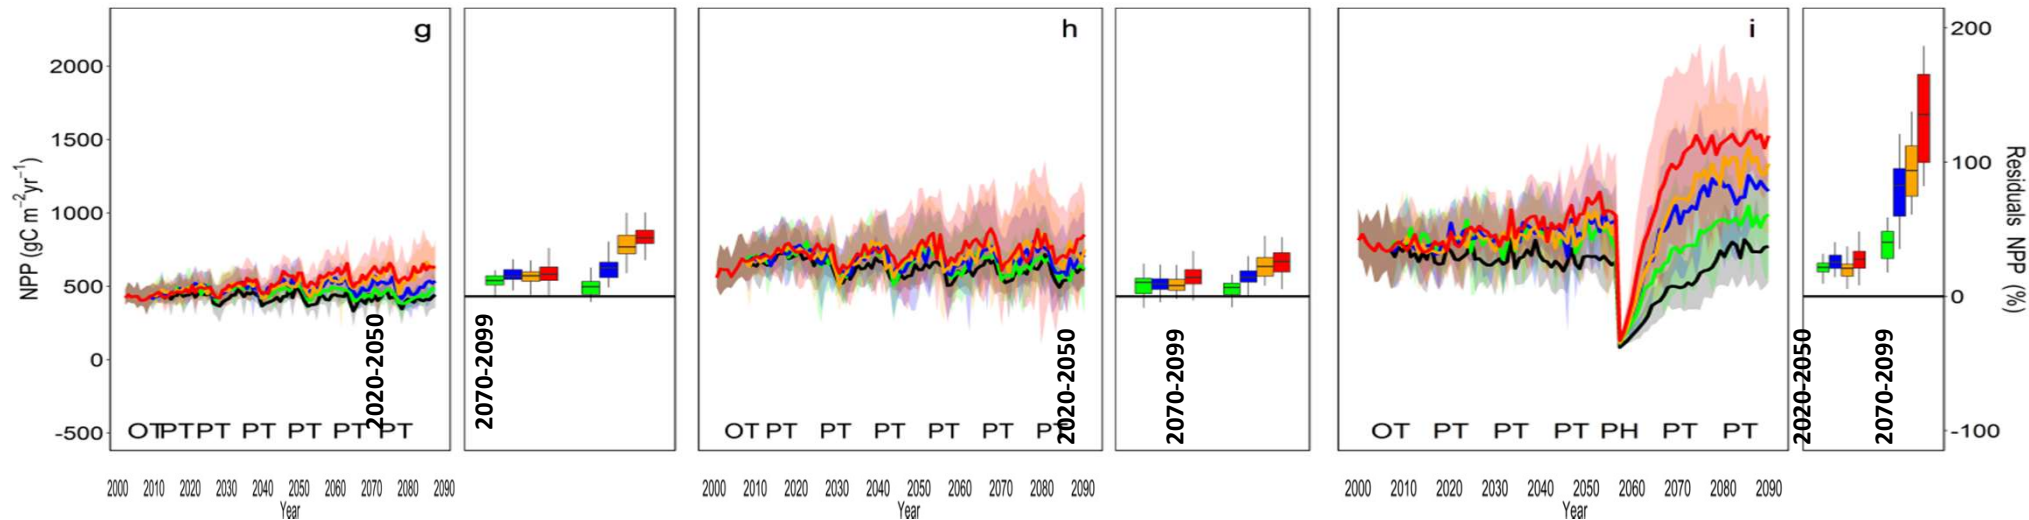 g
h
i
2000
1500
1000
500
0
-500
NPP (gC m−2yr−1)
200
100
0
-100
Residuals NPP (%)
OT PT PT PT PT PT PT
2020-2050
2070-2099
OT PT PT PT PT PT PT
2020-2050
2070-2099
OT PT PT PT PH PT PT
2020-2050
2070-2099
2000 2010 2020 2030 2040 2050 2060 2070 2080 2090
Year
2000 2010 2020 2030 2040 2050 2060 2070 2080 2090
Year
2000 2010 2020 2030 2040 2050 2060 2070 2080 2090
Year